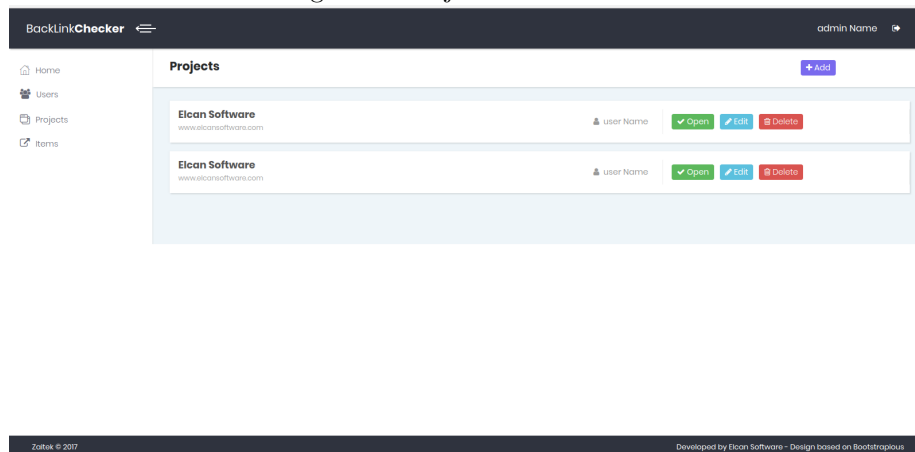 BackLinkChecker
admin Name
Home
Users
Projects
Items
Projects
Add
Elcan Software
www.elcansoftware.com
user Name
Open
Edit
Delete
Elcan Software
www.elcansoftware.com
user Name
Open
Edit
Delete
Zaitek © 2017
Developed by Elcan Software - Design based on Bootstrapious